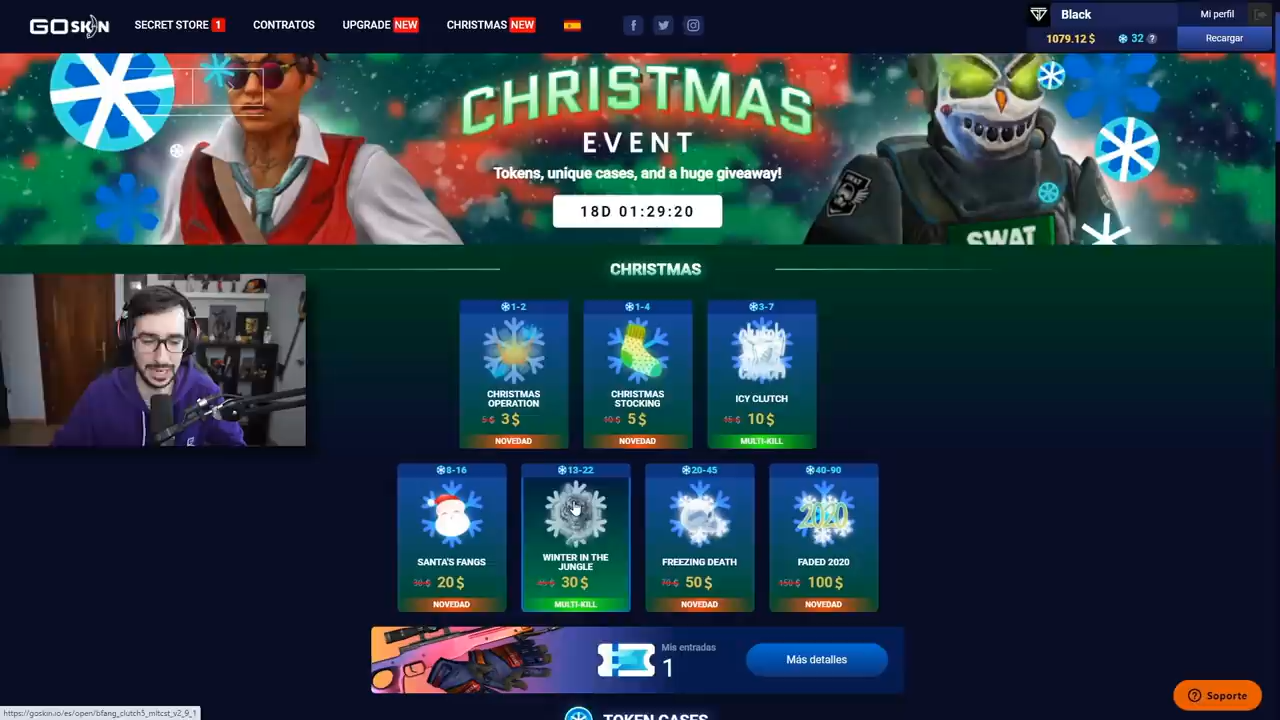 GOSKIN
SECRET STORE 1
CONTRATOS
UPGRADE NEW
CHRISTMAS NEW
Black
Mi perfil
1079.12 $
32 ?
Recargar
CHRISTMAS
EVENT
Tokens, unique cases, and a huge giveaway!
18D 01:29:20
SWAT
CHRISTMAS
1-2
CHRISTMAS
OPERATION
5 $ 3 $
NOVEDAD
1-4
CHRISTMAS
STOCKING
10 $ 5 $
NOVEDAD
3-7
ICY CLUTCH
15 $ 10 $
MULTI-KILL
8-16
SANTA'S FANGS
30 $ 20 $
NOVEDAD
13-22
WINTER IN THE
JUNGLE
45 $ 30 $
MULTI-KILL
20-45
FREEZING DEATH
70 $ 50 $
NOVEDAD
40-90
2020
FADED 2020
150 $ 100 $
NOVEDAD
Mis entradas
1
Más detalles
TOKEN CASES
Soporte
https://goskin.io/es/open/bfang_clutch5_mltcst_v2_9_1